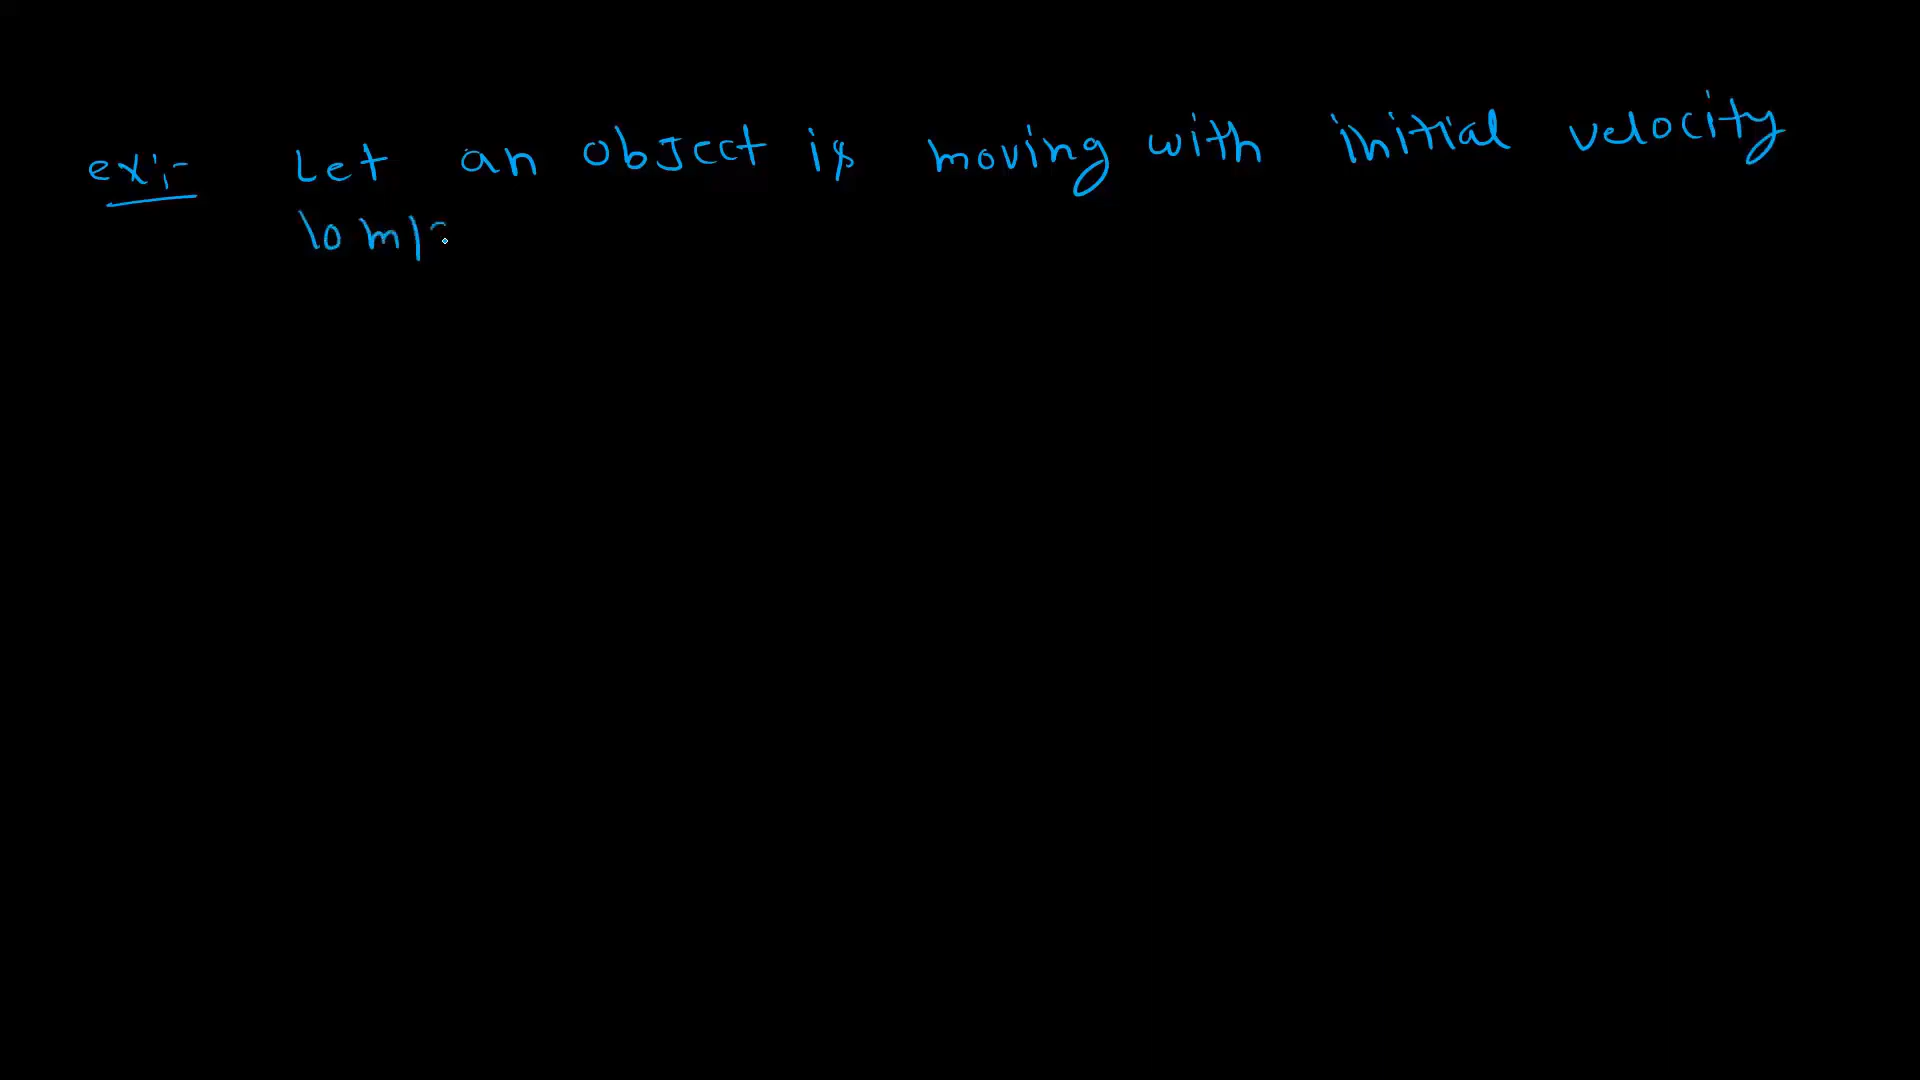 ex:- Let an object is moving with initial velocity
10 m/